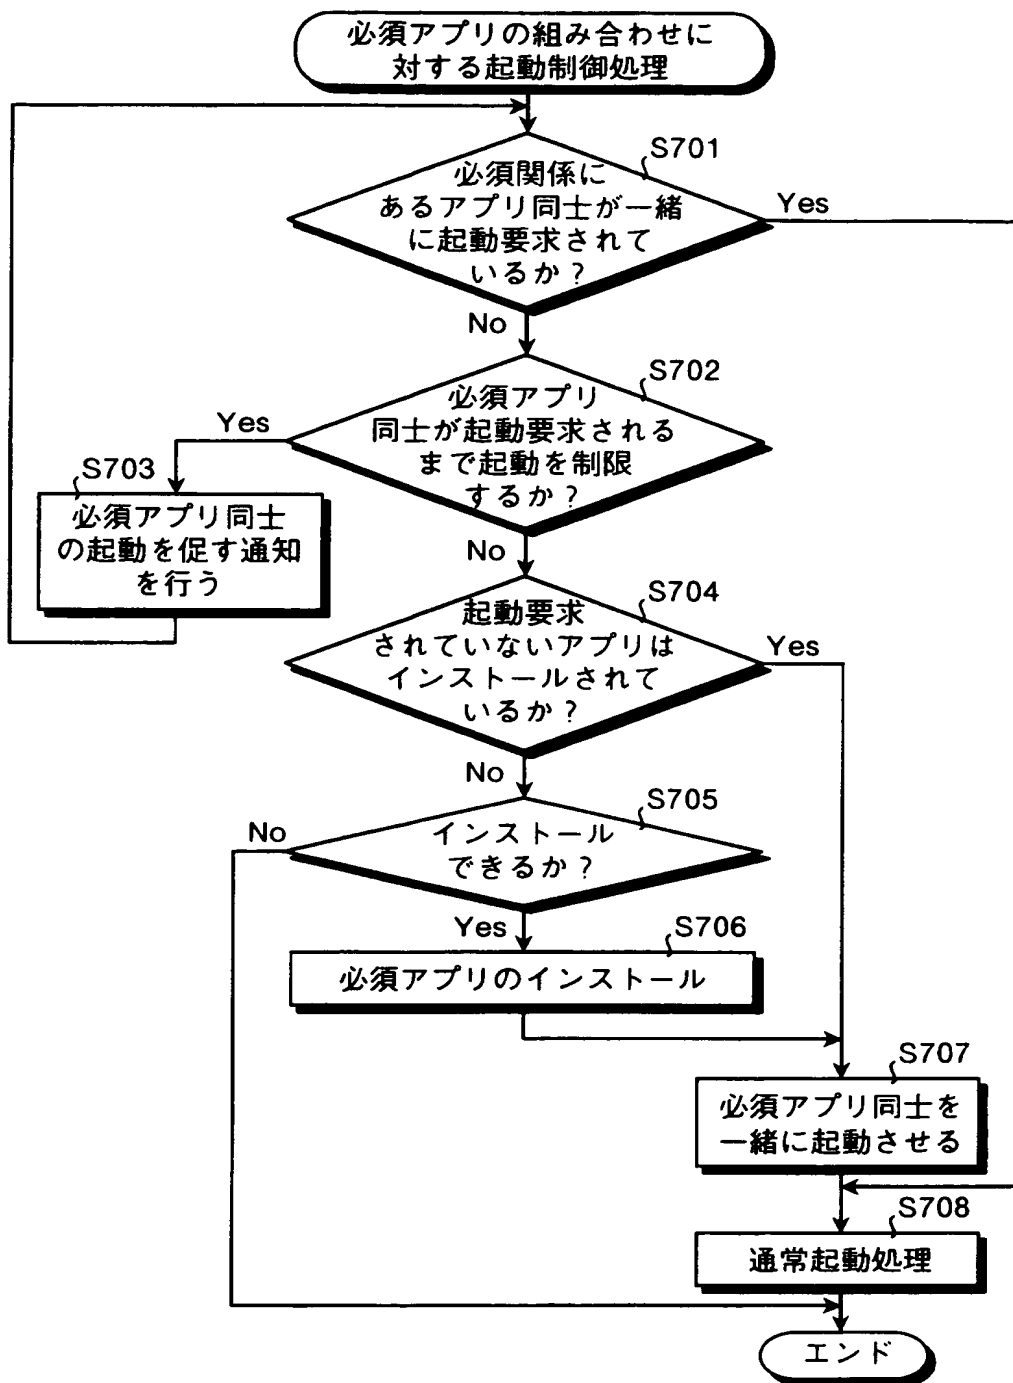 必須アプリの組み合わせに
対する起動制御処理
S701
必須関係に
あるアプリ同士が一緒
に起動要求されて
いるか?
Yes
No
S702
必須アプリ
同士が起動要求される
まで起動を制限
するか?
Yes
No
S703
必須アプリ同士
の起動を促す通知
を行う
S704
起動要求
されていないアプリは
インストールされて
いるか?
Yes
No
S705
インストール
できるか?
No
Yes
S706
必須アプリのインストール
S707
必須アプリ同士を
一緒に起動させる
S708
通常起動処理
エンド